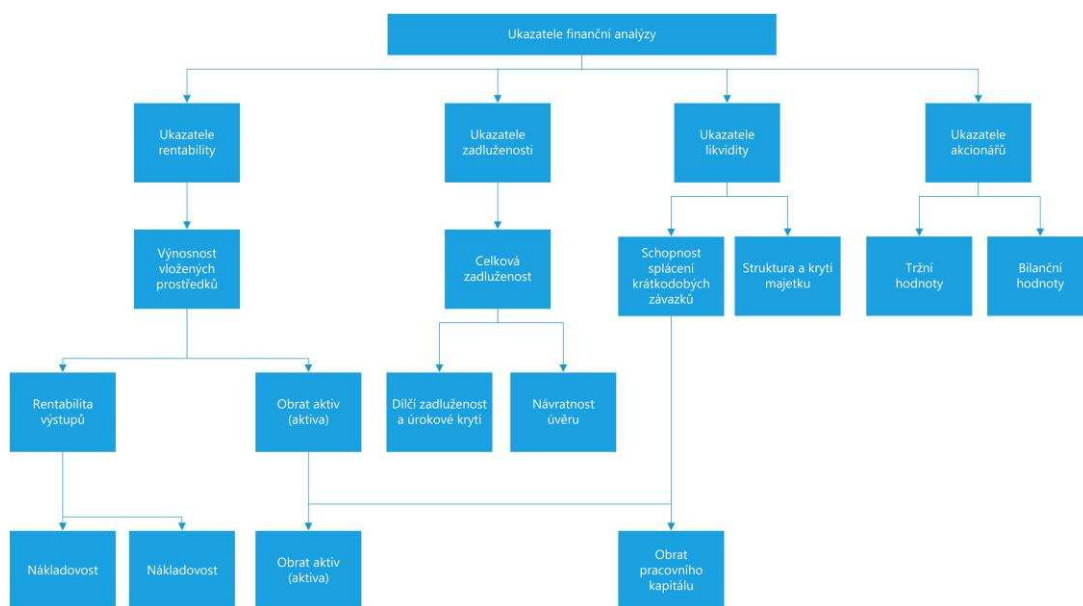 Ukazatele finanční analýzy
Ukazatele
rentability
Ukazatele
zadluženosti
Ukazatele
likvidity
Ukazatele
akcionářů
Výnosnost
vložených
prostředků
Celková
zadluženost
Schopnost
splácení
krátkodobých
závazků
Struktura a krytí
majetku
Tržní
hodnoty
Bilanční
hodnoty
Rentabilita
výstupů
Obrat aktiv
(aktiva)
Dílčí zadluženost
a úrokové krytí
Návratnost
úvěru
Nákladovost
Nákladovost
Obrat aktiv
(aktiva)
Obrat
pracovního
kapitálu